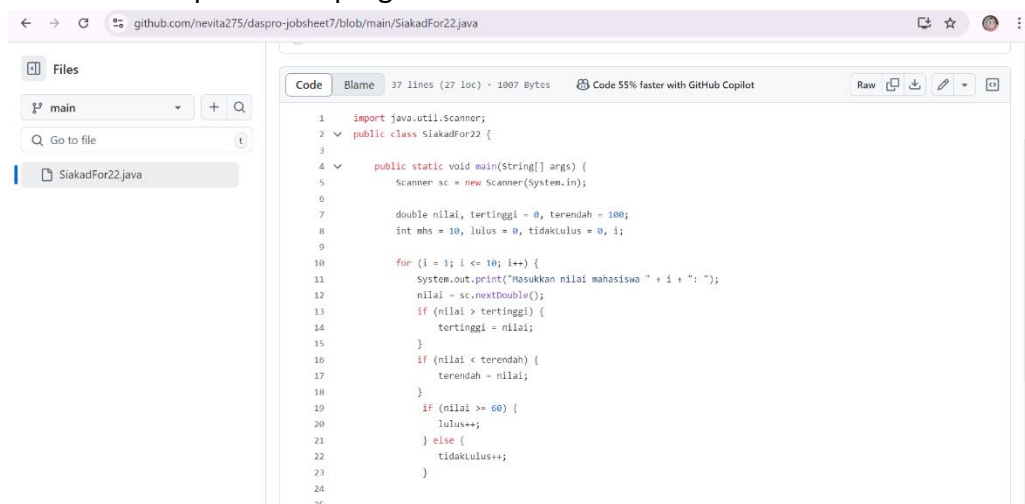 github.com/nevita275/daspro-jobsheet7/blob/main/SiakadFor22.java
Files
main
Go to file
t
SiakadFor22.java
Code Blame 37 lines (27 loc) · 1007 Bytes Code 55% faster with GitHub Copilot Raw
1 import java.util.Scanner;
2 public class SiakadFor22 {
3
4 public static void main(String[] args) {
5 Scanner sc = new Scanner(System.in);
6
7 double nilai, tertinggi = 0, terendah = 100;
8 int mhs = 10, lulus = 0, tidakLulus = 0, i;
9
10 for (i = 1; i <= 10; i++) {
11 System.out.print("Masukkan nilai mahasiswa " + i + ": ");
12 nilai = sc.nextDouble();
13 if (nilai > tertinggi) {
14 tertinggi = nilai;
15 }
16 if (nilai < terendah) {
17 terendah = nilai;
18 }
19 if (nilai >= 60) {
20 lulus++;
21 } else {
22 tidakLulus++;
23 }
24